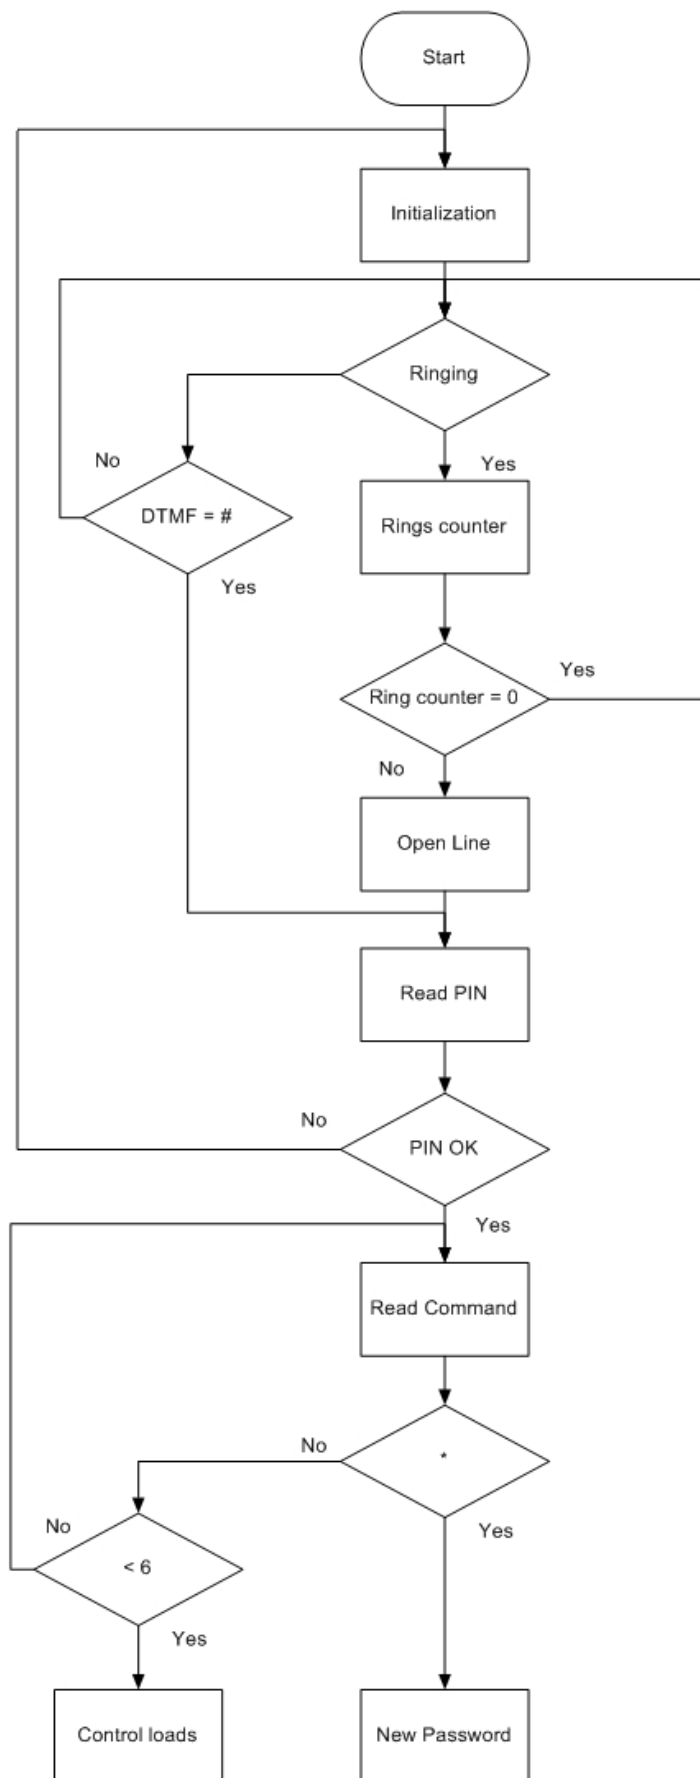 Start
Initialization
Ringing
No
Yes
DTMF = #
Rings counter
Yes
Yes
Ring counter = 0
No
Open Line
Read PIN
No
PIN OK
Yes
Read Command
No
*
No
Yes
< 6
Yes
Control loads
New Password